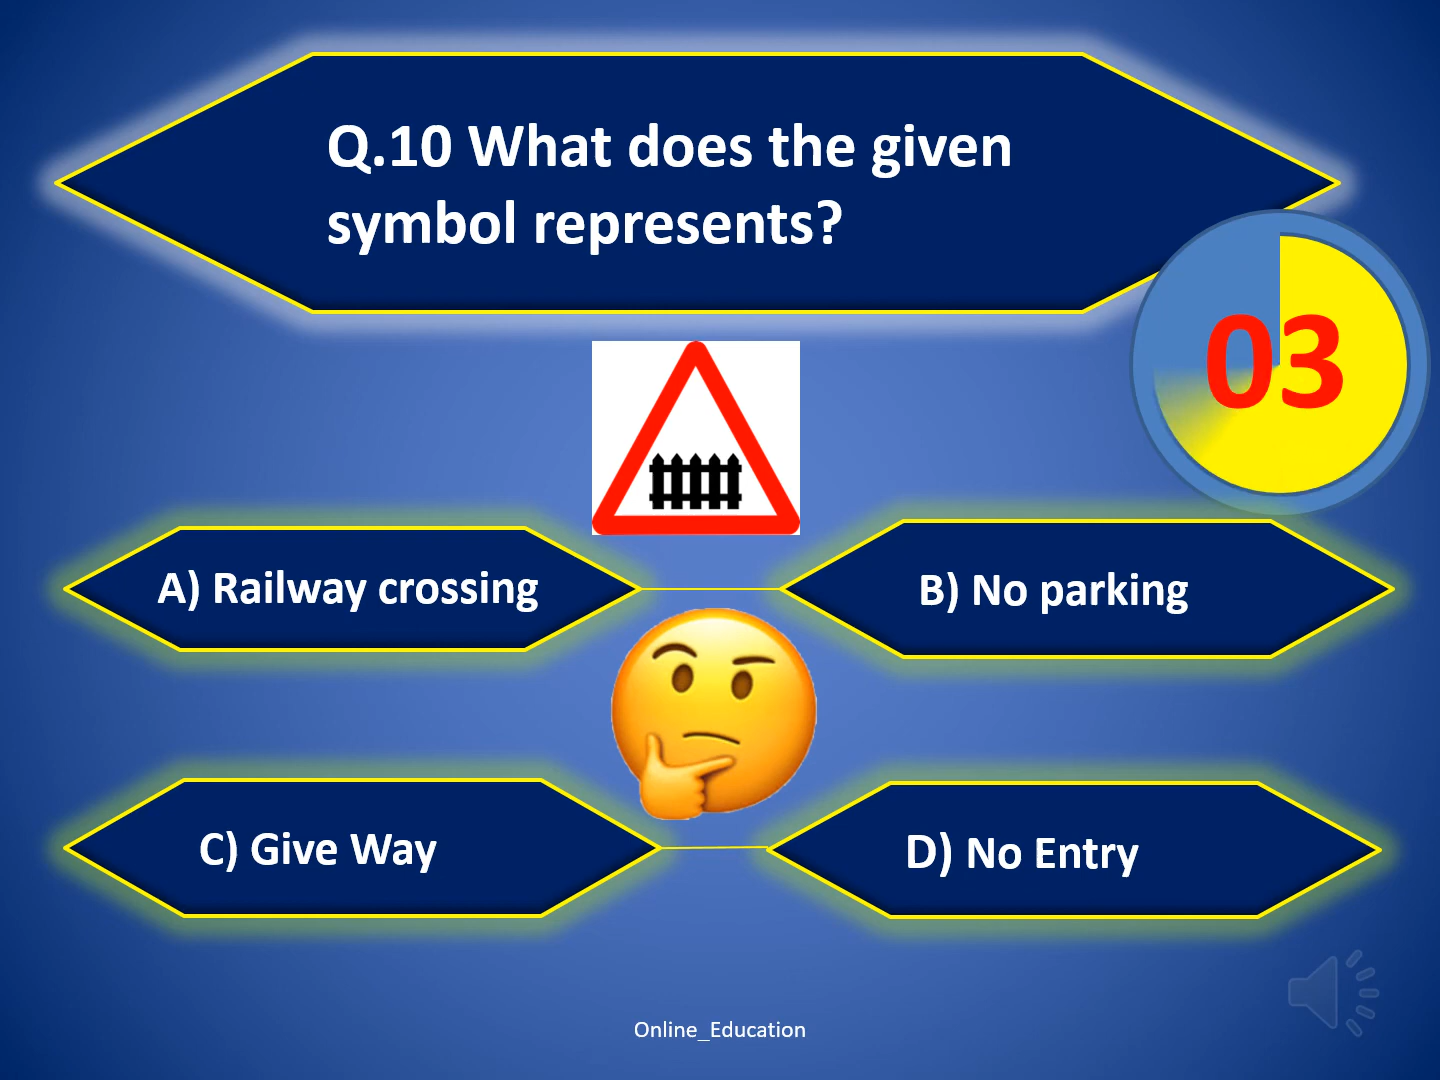 Q.10 What does the given
symbol represents?
03
A) Railway crossing
B) No parking
C) Give Way
D) No Entry
Online_Education